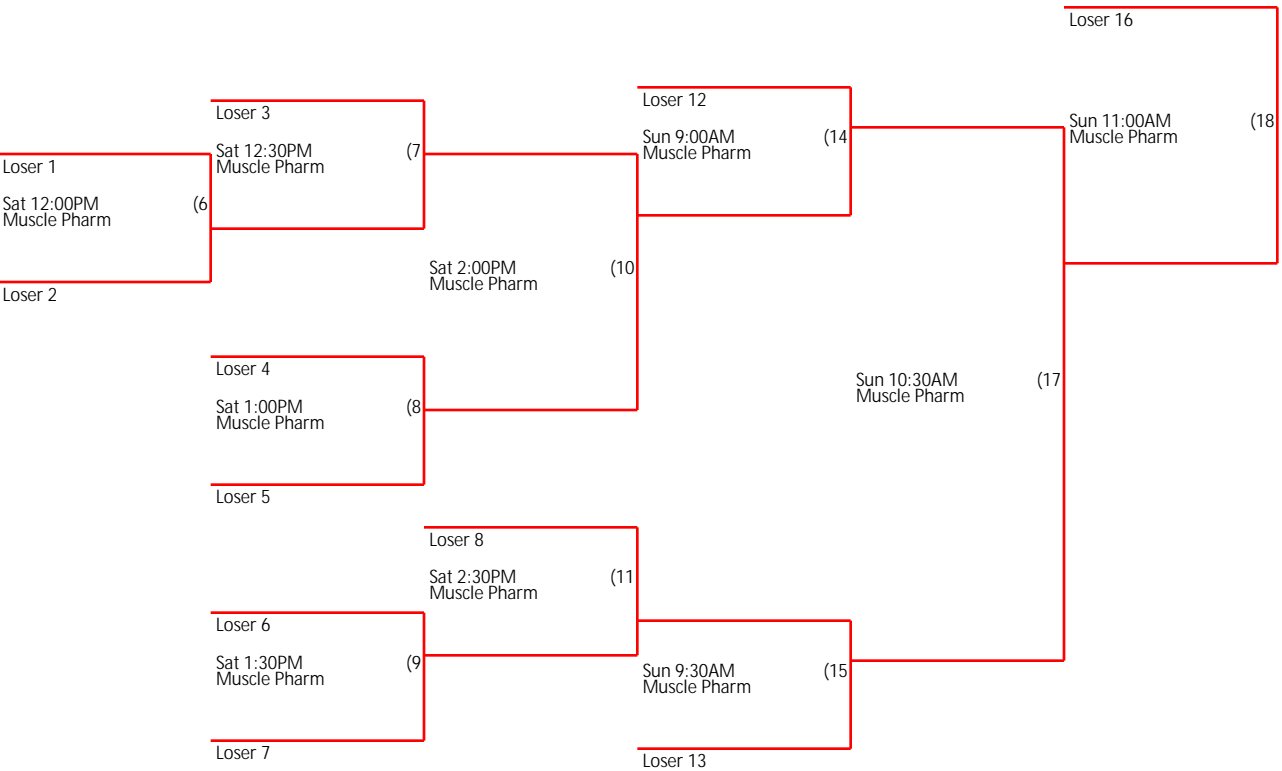 Loser 16
Sun 11:00AM (18
Muscle Pharm
Loser 12
Sun 9:00AM (14
Muscle Pharm
Loser 3
Sat 12:30PM (7
Muscle Pharm
Loser 1
Sat 12:00PM (6
Muscle Pharm
Loser 2
Sat 2:00PM (10
Muscle Pharm
Loser 4
Sat 1:00PM (8
Muscle Pharm
Loser 5
Sun 10:30AM (17
Muscle Pharm
Loser 8
Sat 2:30PM (11
Muscle Pharm
Loser 6
Sat 1:30PM (9
Muscle Pharm
Loser 7
Sun 9:30AM (15
Muscle Pharm
Loser 13